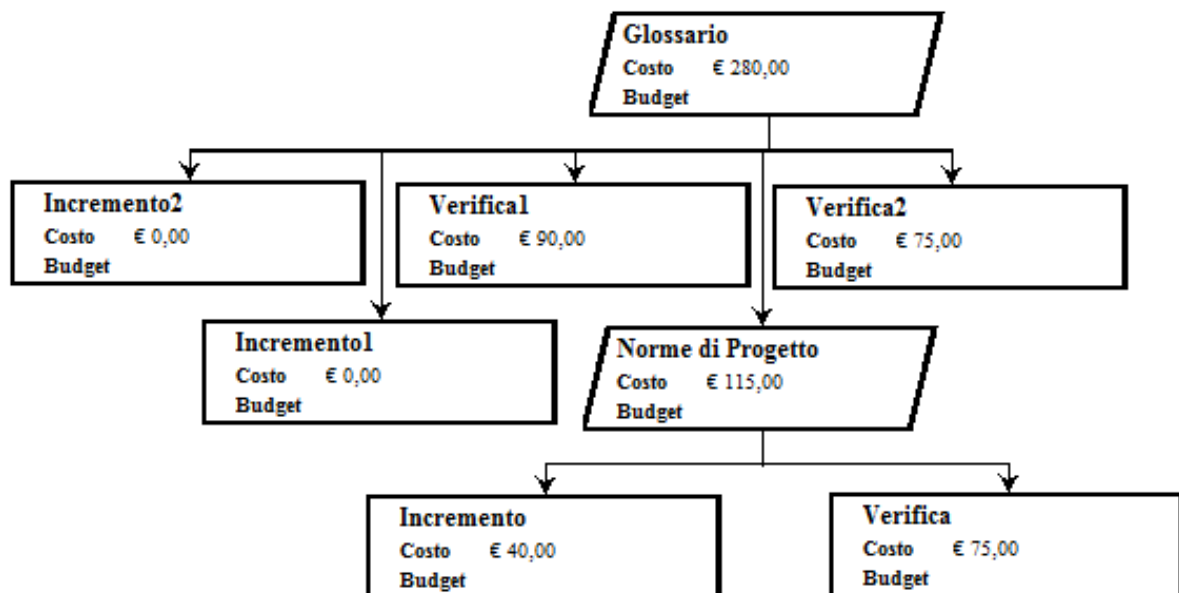 Glossario
Costo € 280,00
Budget
Incremento2
Costo € 0,00
Budget
Verifica1
Costo € 90,00
Budget
Verifica2
Costo € 75,00
Budget
Incremento1
Costo € 0,00
Budget
Norme di Progetto
Costo € 115,00
Budget
Incremento
Costo € 40,00
Budget
Verifica
Costo € 75,00
Budget